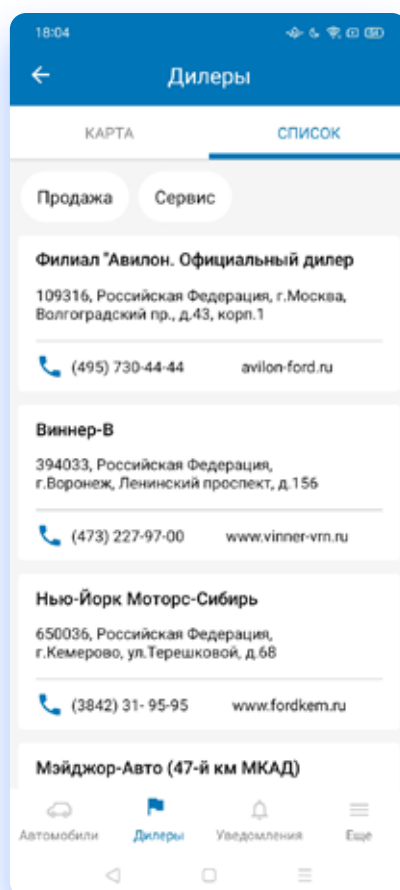 18:04
Дилеры
КАРТА
СПИСОК
Продажа
Сервис
Филиал "Авилон. Официальный дилер
109316, Российская Федерация, г.Москва,
Волгоградский пр., д.43, корп.1
(495) 730-44-44
avilon-ford.ru
Виннер-В
394033, Российская Федерация,
г.Воронеж, Ленинский проспект, д.156
(473) 227-97-00
www.vinner-vrn.ru
Нью-Йорк Моторс-Сибирь
650036, Российская Федерация,
г.Кемерово, ул.Терешковой, д.68
(3842) 31- 95-95
www.fordkem.ru
Мэйджор-Авто (47-й км МКАД)
Автомобили
Дилеры
Уведомления
Еще